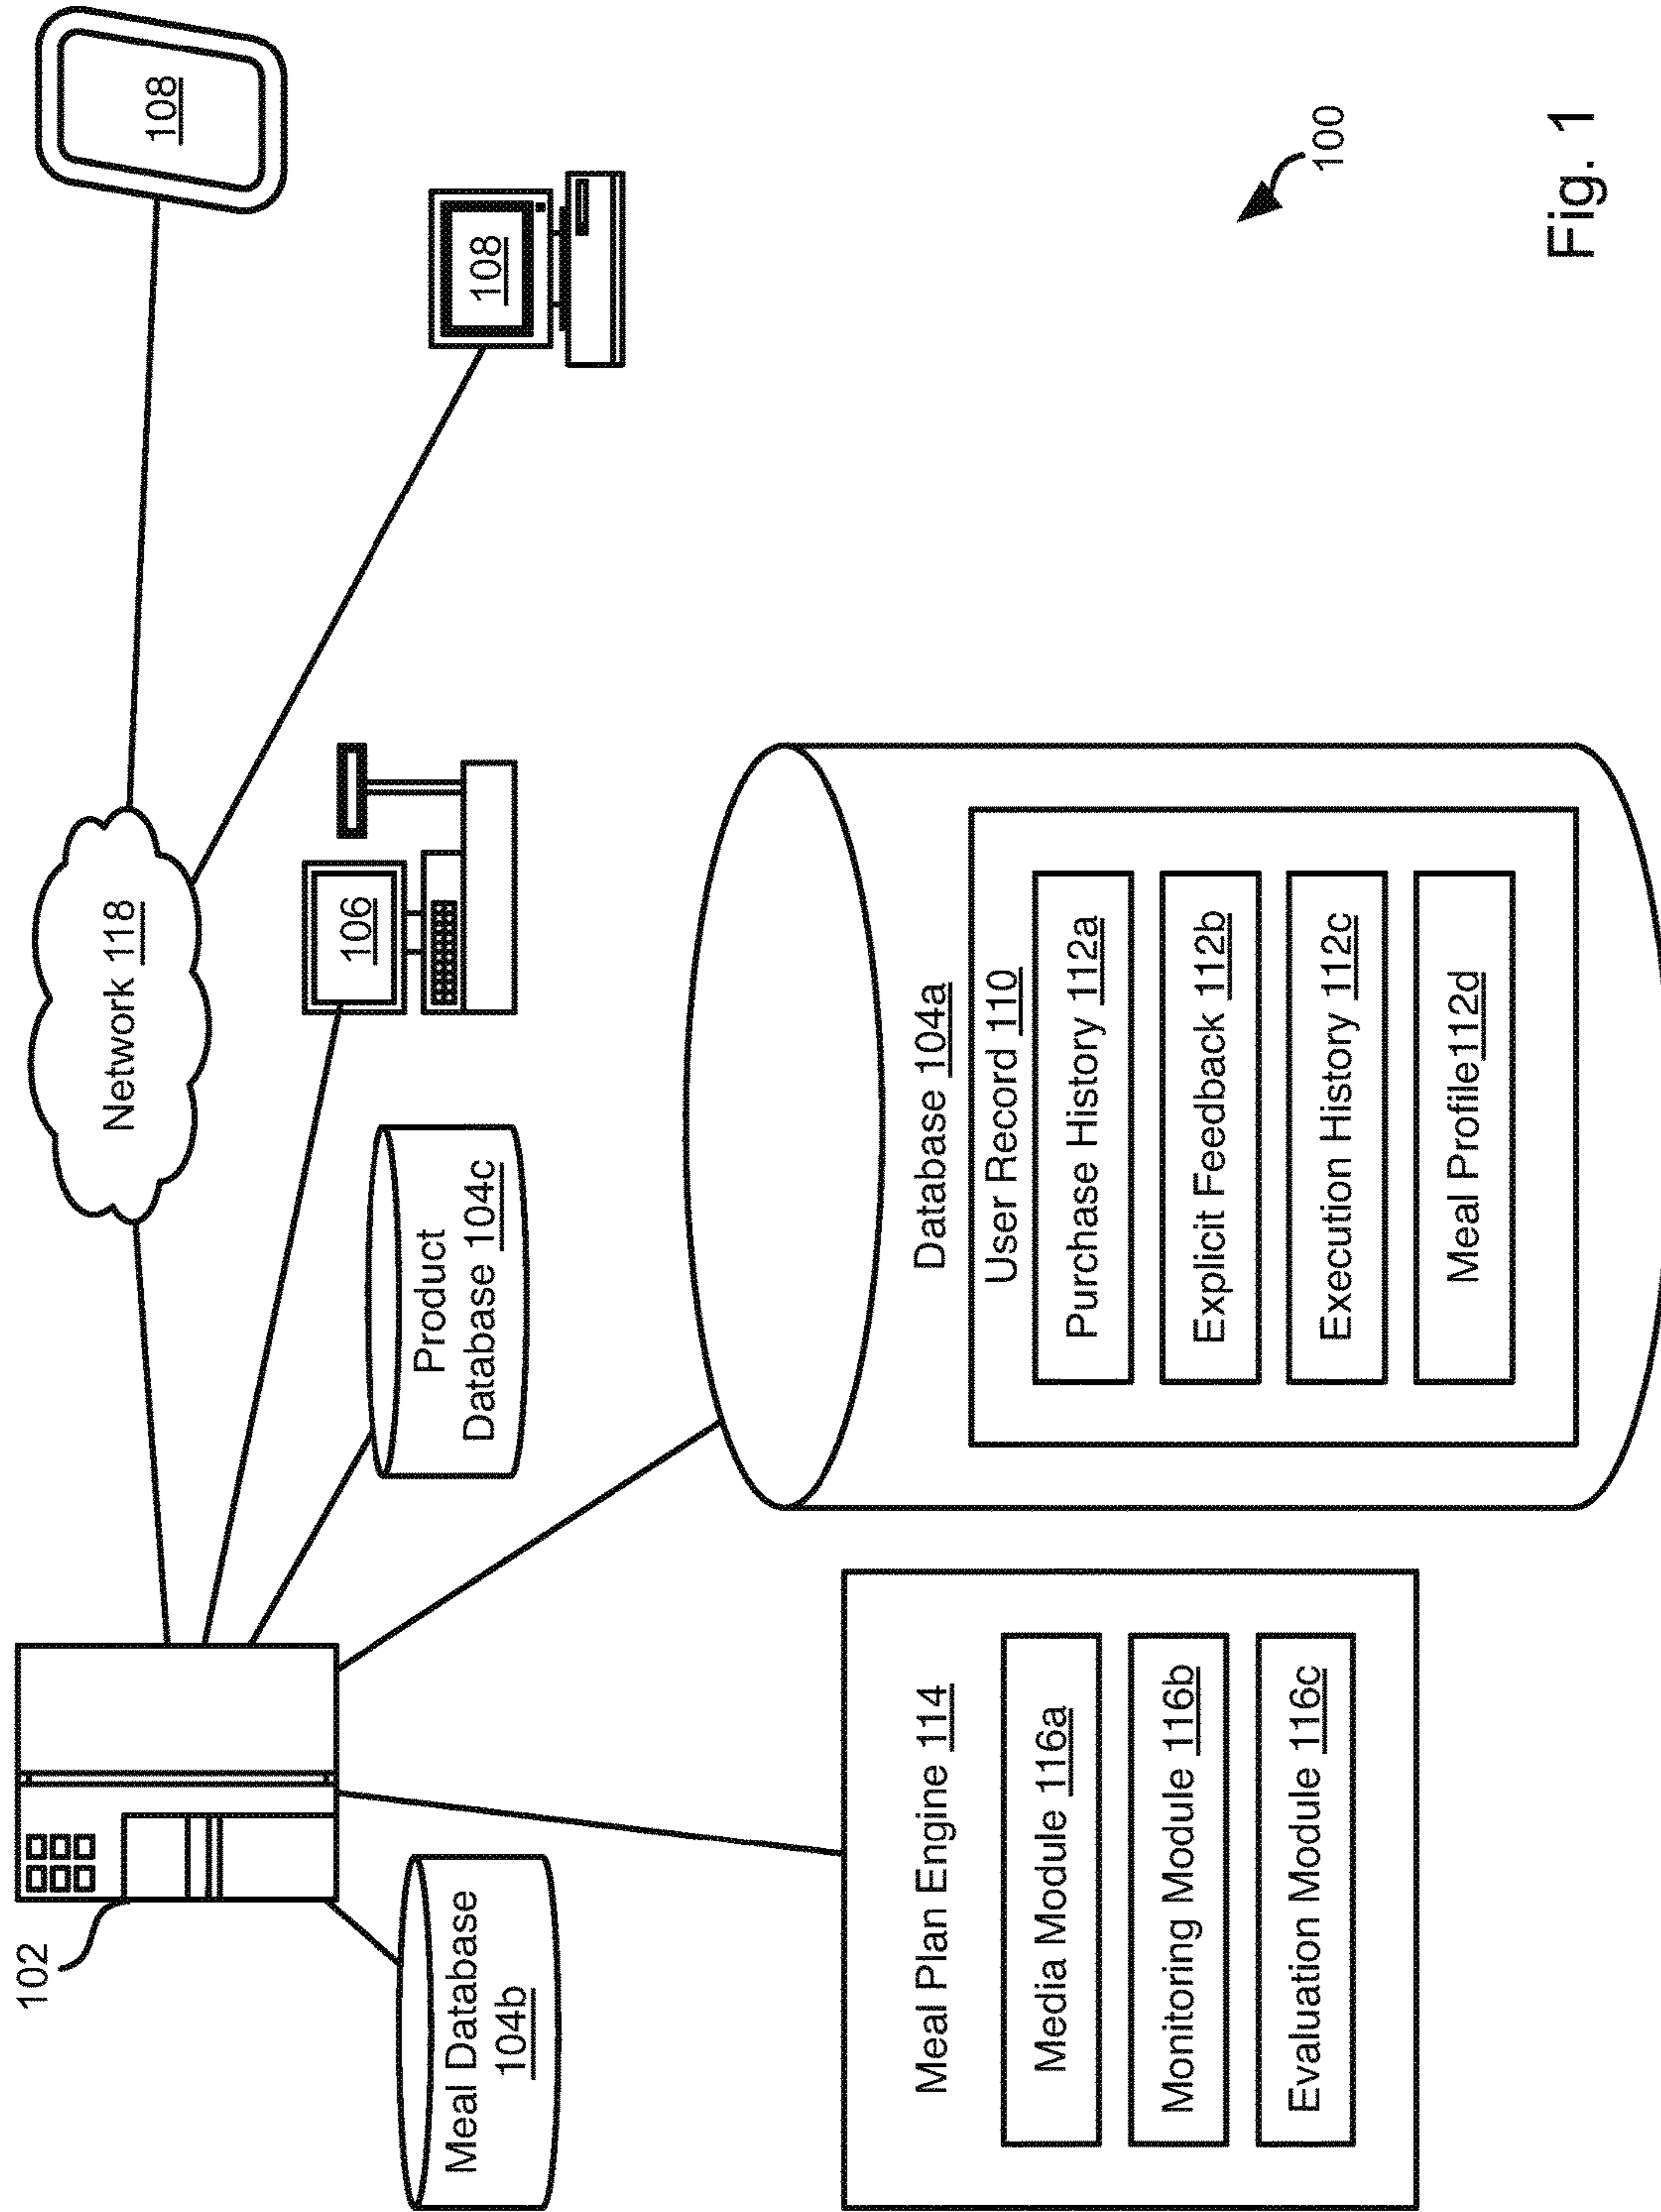 102
Network 118
108
106
108
Meal Database
104b
Product
Database 104c
Meal Plan Engine 114
Media Module 116a
Monitoring Module 116b
Evaluation Module 116c
Database 104a
User Record 110
Purchase History 112a
Explicit Feedback 112b
Execution History 112c
Meal Profile112d
100
Fig. 1